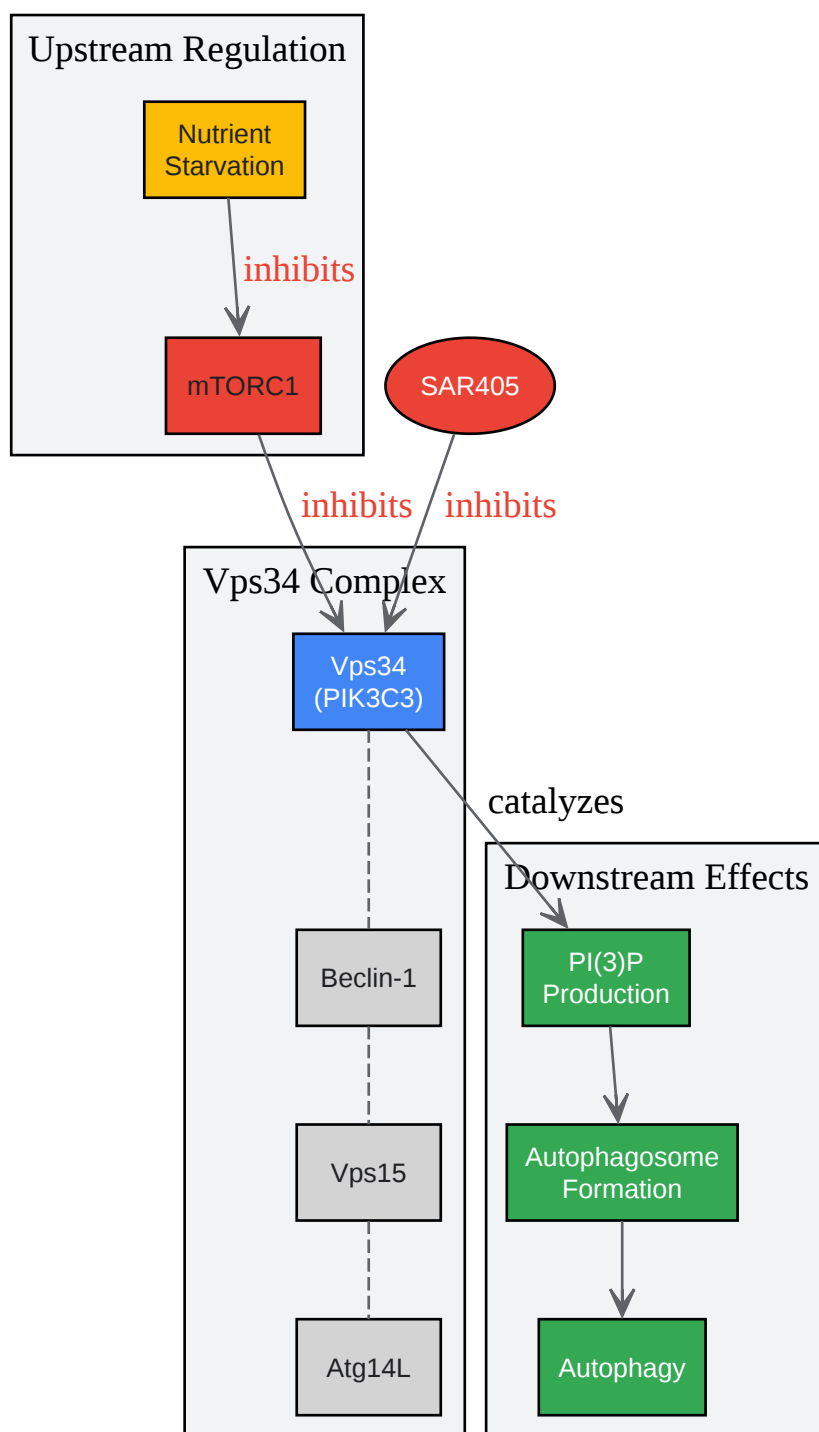 Upstream Regulation
Nutrient
Starvation
inhibits
mTORC1
SAR405
inhibits
inhibits
Vps34 Complex
Vps34
(PIK3C3)
catalyzes
Downstream Effects
Beclin-1
PI(3)P
Production
Vps15
Autophagosome
Formation
Atg14L
Autophagy